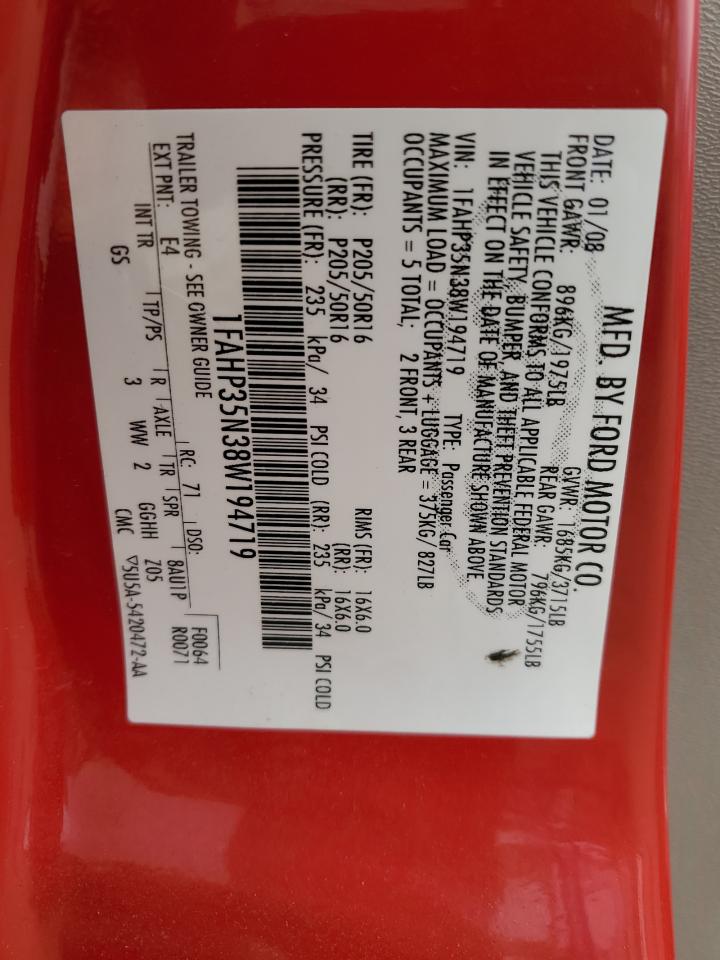 MFD. BY FORD MOTOR CO.
DATE: 01/08 GVWR: 1685KG/3715LB
FRONT GAWR: 896KG/1975LB REAR GAWR: 796KG/1755LB
THIS VEHICLE CONFORMS TO ALL APPLICABLE FEDERAL MOTOR
VEHICLE SAFETY, BUMPER, AND THEFT PREVENTION STANDARDS
IN EFFECT ON THE DATE OF MANUFACTURE SHOWN ABOVE.
VIN: 1FAHP35N38W194719 TYPE: Passenger Car
MAXIMUM LOAD = OCCUPANTS + LUGGAGE = 375KG/ 827LB
OCCUPANTS = 5 TOTAL; 2 FRONT, 3 REAR
TIRE (FR): P205/50R16 RIMS (FR): 16X6.0
(RR): P205/50R16 (RR): 16X6.0
PRESSURE (FR): 235 kPa/ 34 PSI COLD (RR): 235 kPa/ 34 PSI COLD
1FAHP35N38W194719
TRAILER TOWING - SEE OWNER GUIDE F0064
EXT PNT: E4 RC: 71 DSO: R0071
INT TR TP/PS R AXLE TR SPR 8AU1P
GS 3 WW 2 GGHH Z05
CMC ▽5U5A-5420472-AA